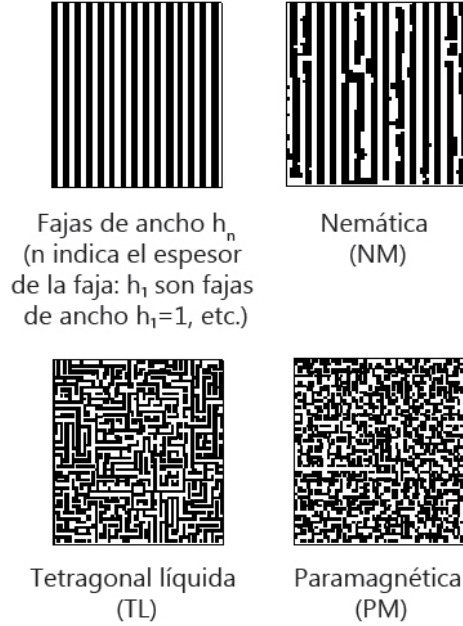 Fajas de ancho hₙ
(n indica el espesor
de la faja: h₁ son fajas
de ancho h₁=1, etc.)
Nemática
(NM)
Tetragonal líquida
(TL)
Paramagnética
(PM)